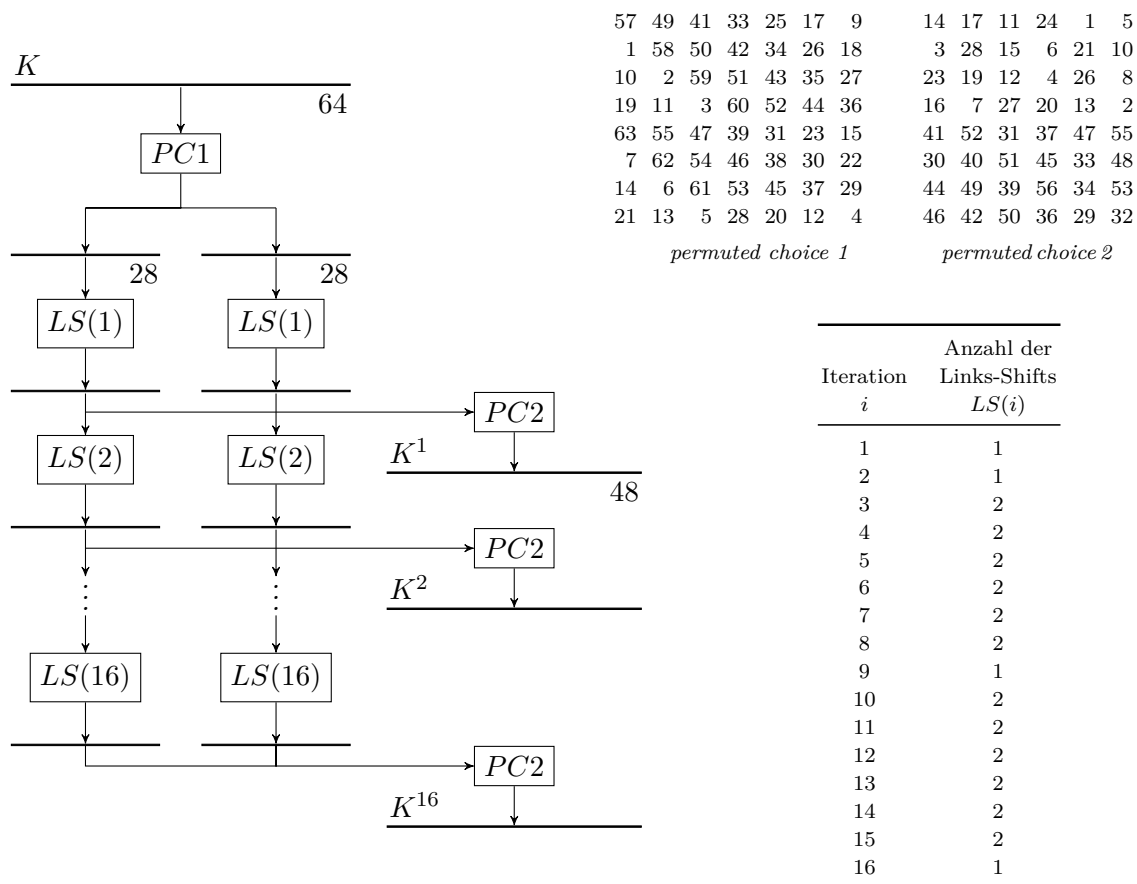 K
64
PC1
28
28
LS(1)
LS(1)
PC2
K^1
48
LS(2)
LS(2)
PC2
K^2
⋮
⋮
LS(16)
LS(16)
PC2
K^16
57 49 41 33 25 17 9
1 58 50 42 34 26 18
10 2 59 51 43 35 27
19 11 3 60 52 44 36
63 55 47 39 31 23 15
7 62 54 46 38 30 22
14 6 61 53 45 37 29
21 13 5 28 20 12 4
permuted choice 1
14 17 11 24 1 5
3 28 15 6 21 10
23 19 12 4 26 8
16 7 27 20 13 2
41 52 31 37 47 55
30 40 51 45 33 48
44 49 39 56 34 53
46 42 50 36 29 32
permuted choice 2
Anzahl der
Iteration Links-Shifts
i LS(i)
1 1
2 1
3 2
4 2
5 2
6 2
7 2
8 2
9 1
10 2
11 2
12 2
13 2
14 2
15 2
16 1